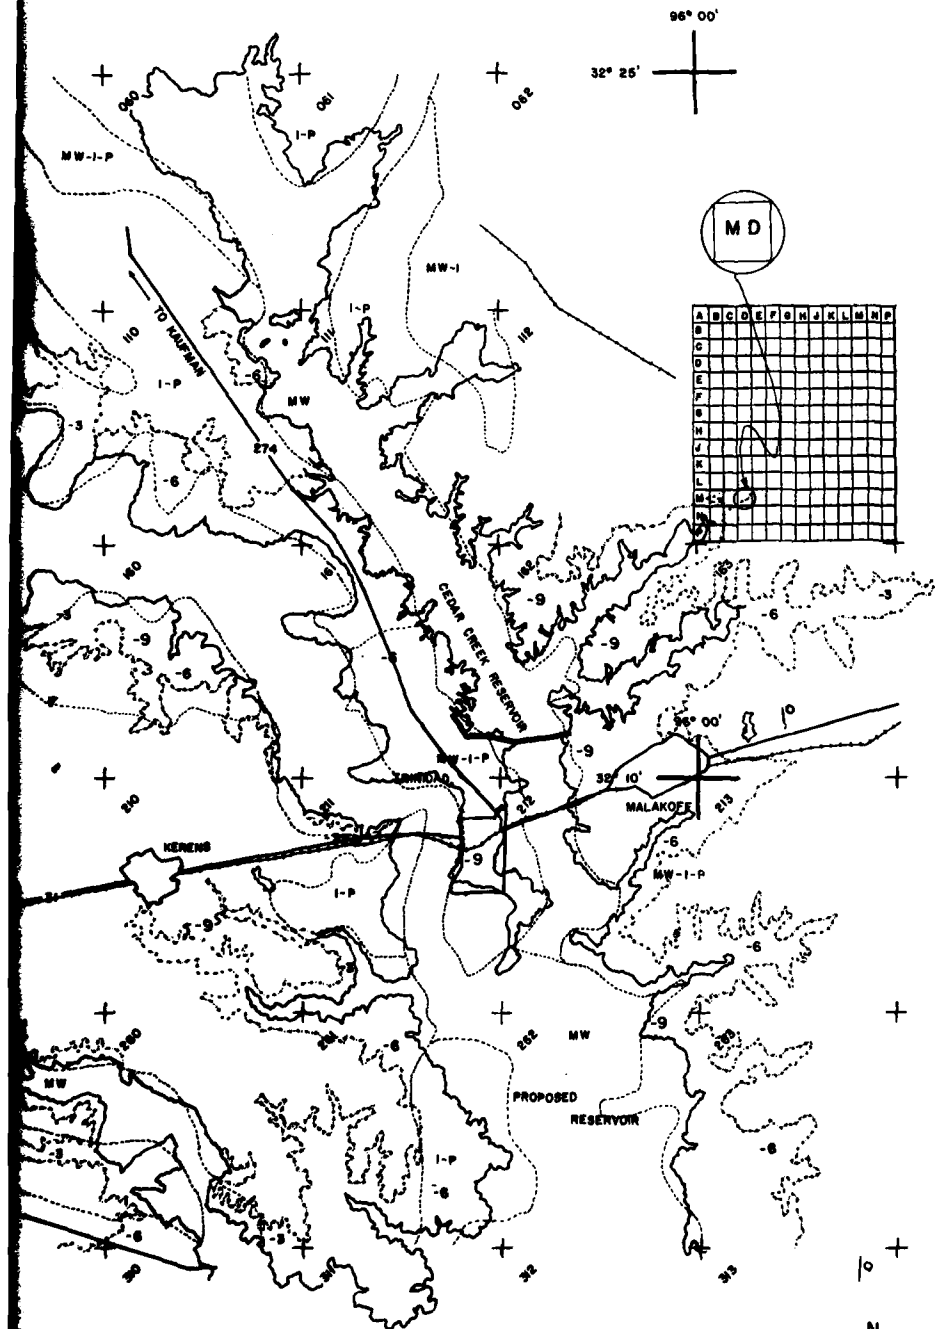 96° 00'
32° 25'
060
061
062
I-P
MW-I-P
M D
MW-I
I-P
TO KAUFMAN
110
111
112
A B C D E F G H J K L M N P
B
C
D
E
F
G
H
J
K
L
M
I-P
-6
MW
-3
274
-6
160
161
162
163
CEDAR CREEK RESERVOIR
-9
-3
-3
-9
-6
-9
-6
96° 00'
-9
MW-I-P
TRINIDAD
32° 10'
210
211
212
213
MALAKOFF
KERENS
-6
-9
MW-I-P
31
I-P
-9
-6
-9
260
261
262
263
MW
-6
MW
PROPOSED
RESERVOIR
-3
I-P
-6
-6
-6
-3
310
311
312
313
N